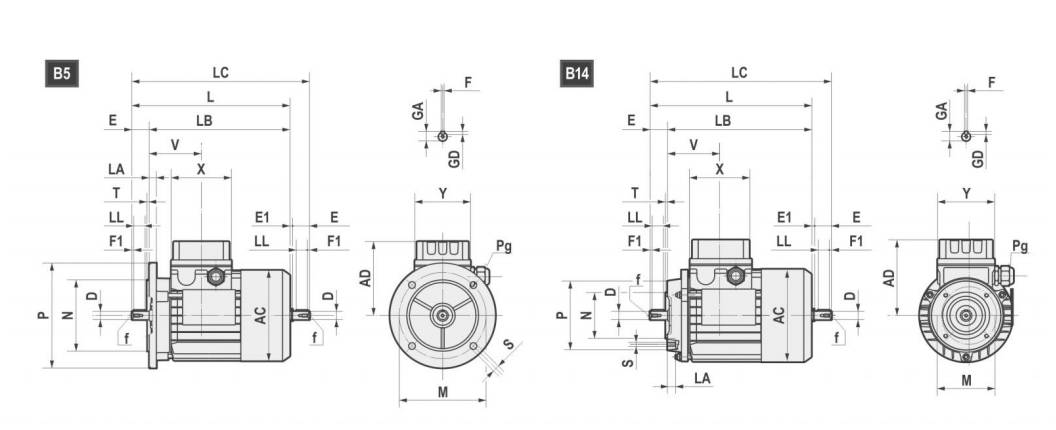 B5
LC
L
E LB
V
LA X
T
LL E1 E
F1 LL F1
P N D AC D
f f
F
GA
GD
Y
AD Pg
S
M
B14
LC
L
E LB
V
X
T
LL E1 E
F1 LL F1
f
P N D AC D
f
S
LA
F
GA
GD
Y
AD Pg
M